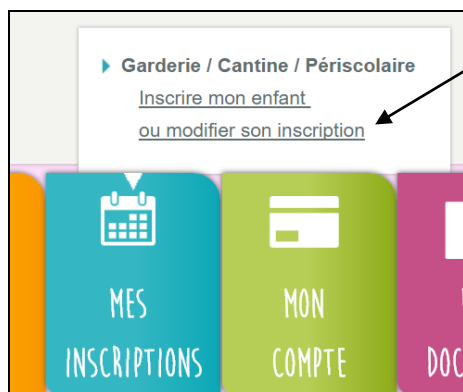 Garderie / Cantine / Périscolaire
Inscrire mon enfant
ou modifier son inscription
MES
INSCRIPTIONS
MON
COMPTE